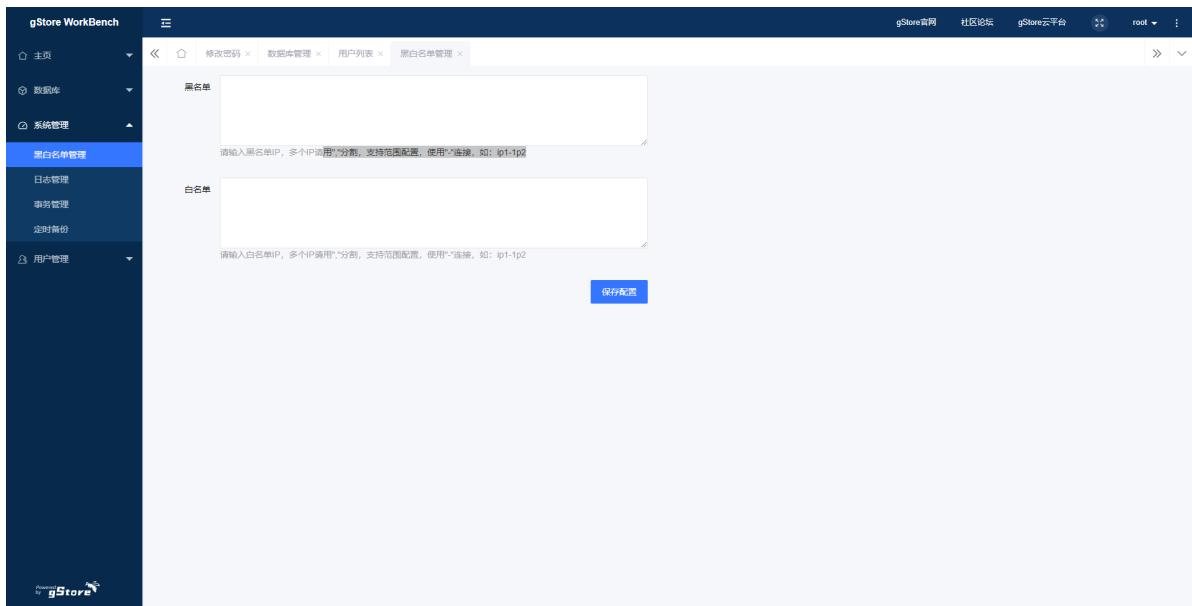 gStore WorkBench
gStore官网 社区论坛 gStore云平台 root
主页
修改密码 × 数据库管理 × 用户列表 × 黑白名单管理 ×
数据库
系统管理
黑白名单管理
日志管理
事务管理
定时备份
用户管理
黑名单
请输入黑名单IP，多个IP请用","分割，支持范围配置，使用"-"连接，如：ip1-1p2
白名单
请输入白名单IP，多个IP请用","分割，支持范围配置，使用"-"连接，如：ip1-1p2
保存配置
Powered by gStore